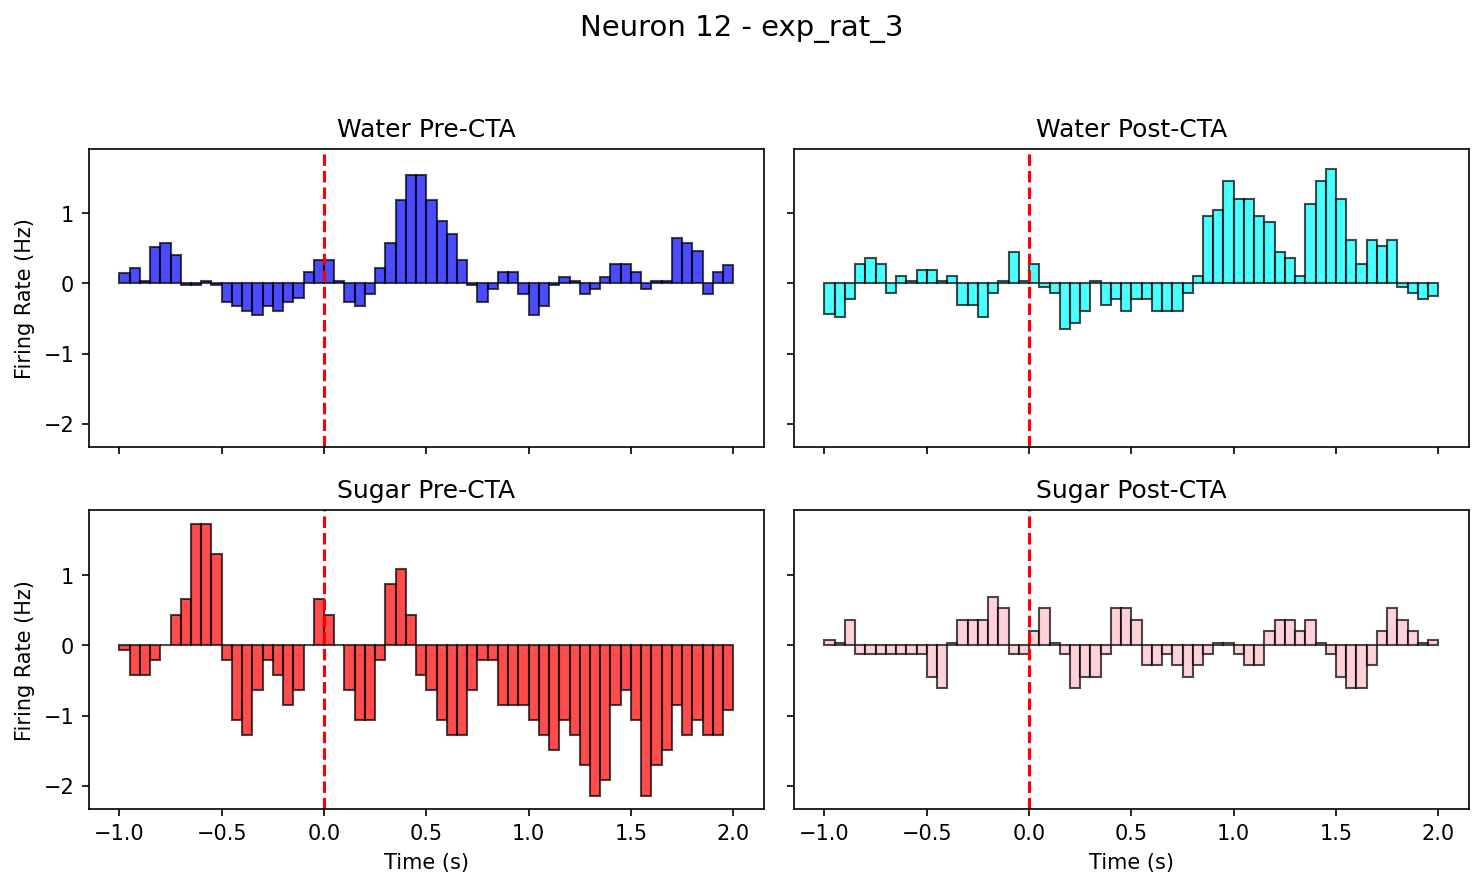 Neuron 12 - exp_rat_3
Water Pre-CTA
Water Post-CTA
Firing Rate (Hz)
1
0
−1
−2
Sugar Pre-CTA
Sugar Post-CTA
Firing Rate (Hz)
1
0
−1
−2
−1.0 −0.5 0.0 0.5 1.0 1.5 2.0
−1.0 −0.5 0.0 0.5 1.0 1.5 2.0
Time (s)
Time (s)